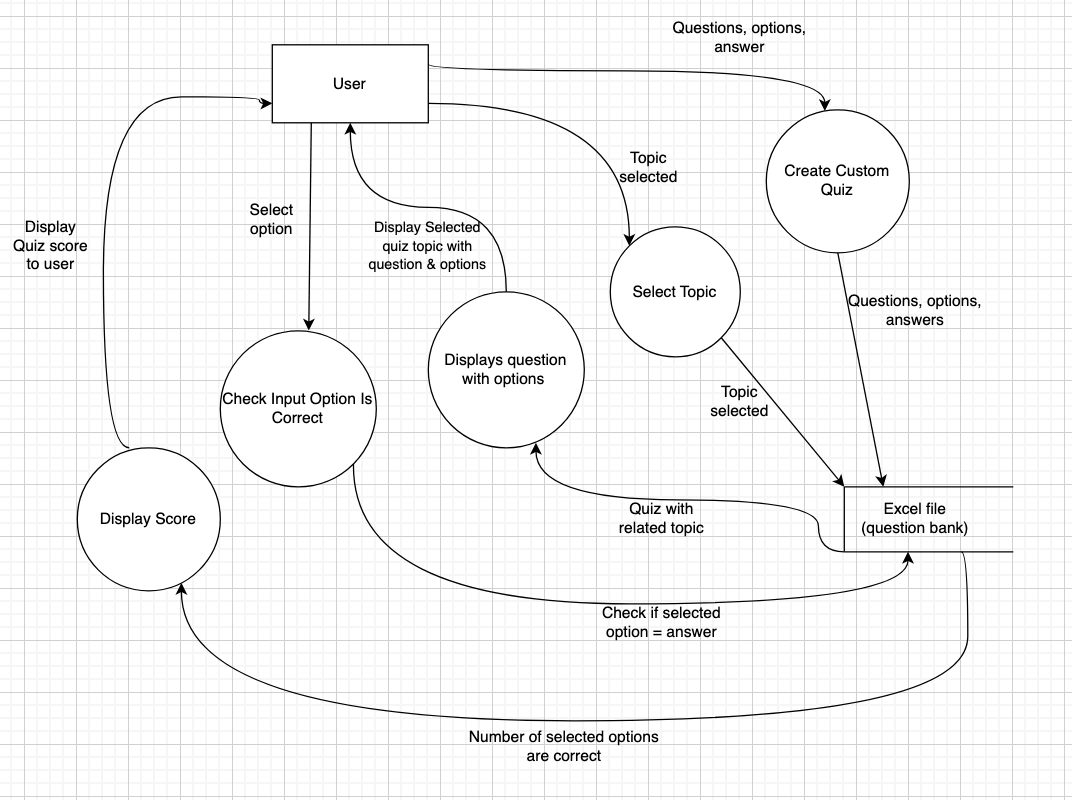 Questions, options,
answer
User
Topic
selected
Create Custom
Quiz
Select
option
Display
Quiz score
to user
Display Selected
quiz topic with
question & options
Select Topic
Questions, options,
answers
Displays question
with options
Check Input Option Is
Correct
Topic
selected
Display Score
Quiz with
related topic
Excel file
(question bank)
Check if selected
option = answer
Number of selected options
are correct